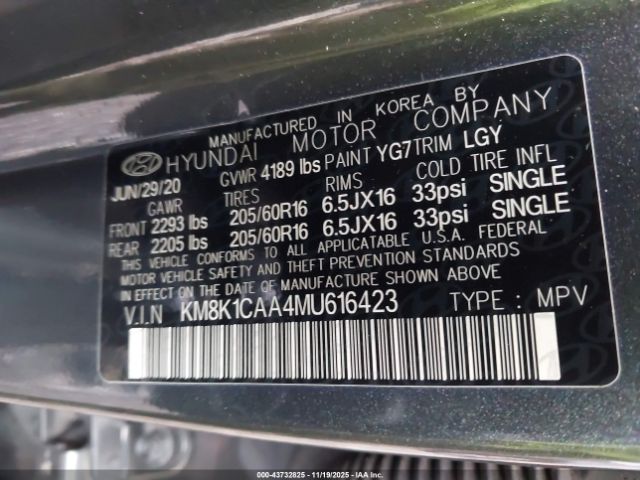 MANUFACTURED IN KOREA BY
HYUNDAI MOTOR COMPANY
JUN/29/20 GVWR 4189 lbs PAINT YG7 TRIM LGY
GAWR TIRES RIMS COLD TIRE INFL
FRONT 2293 lbs 205/60R16 6.5JX16 33psi SINGLE
REAR 2205 lbs 205/60R16 6.5JX16 33psi SINGLE
THIS VEHICLE CONFORMS TO ALL APPLICABLE U.S.A. FEDERAL
MOTOR VEHICLE SAFETY AND THEFT PREVENTION STANDARDS
IN EFFECT ON THE DATE OF MANUFACTURE SHOWN ABOVE
V.I.N KM8K1CAA4MU616423 TYPE : MPV
000-43732825 - 11/19/2025 - IAA Inc.